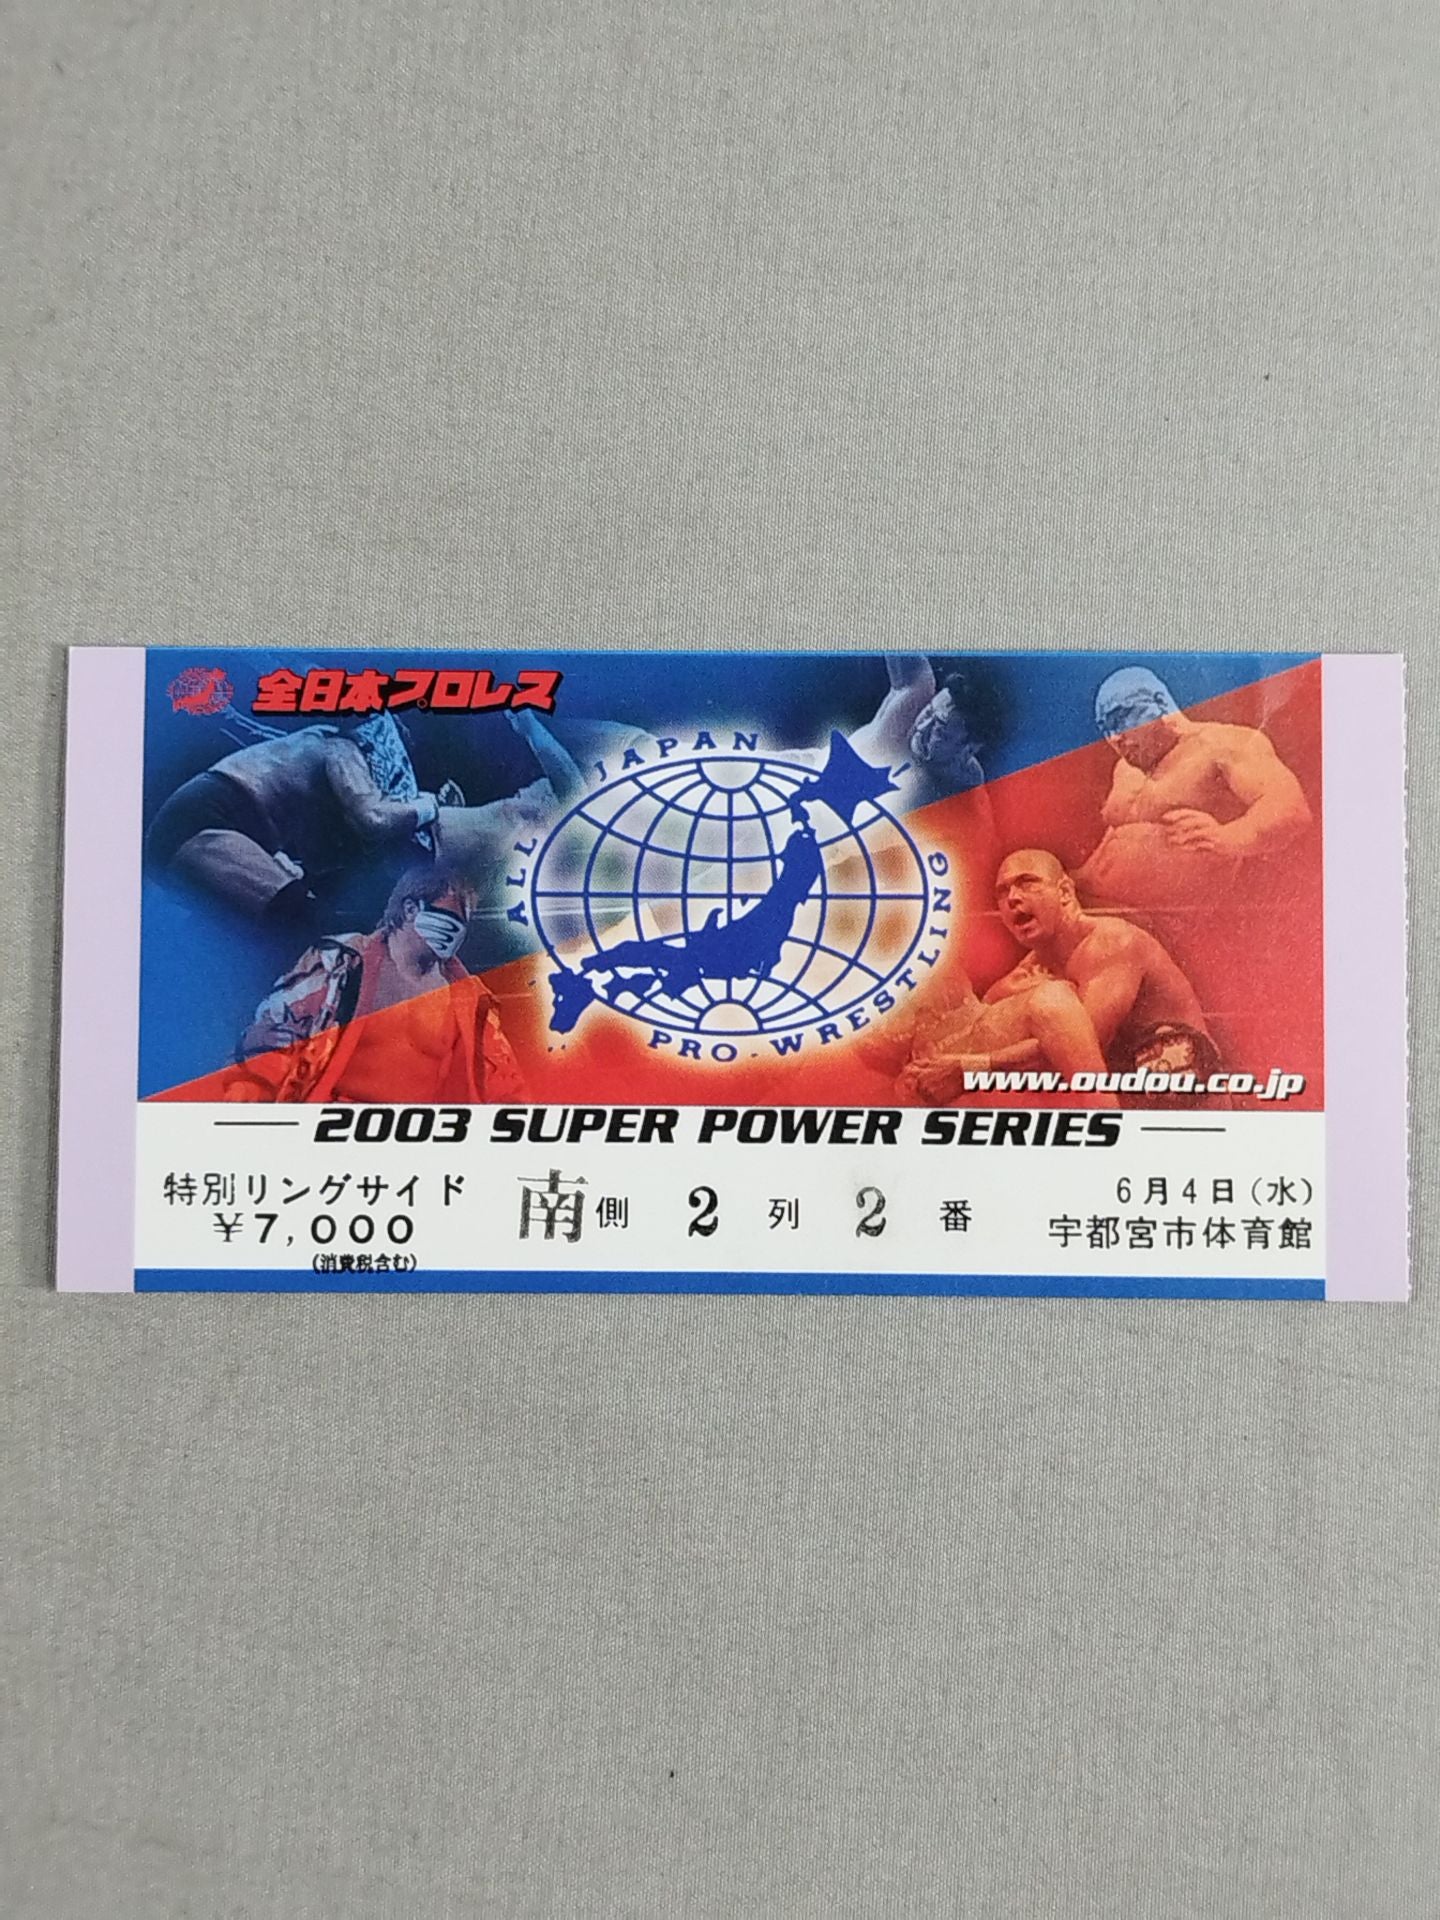 全日本プロレス
ALL JAPAN PRO-WRESTLING
www.oudou.co.jp
2003 SUPER POWER SERIES
特別リングサイド
¥7,000
(消費税含む)
南側 2 列 2 番
6月4日(水)
宇都宮市体育館